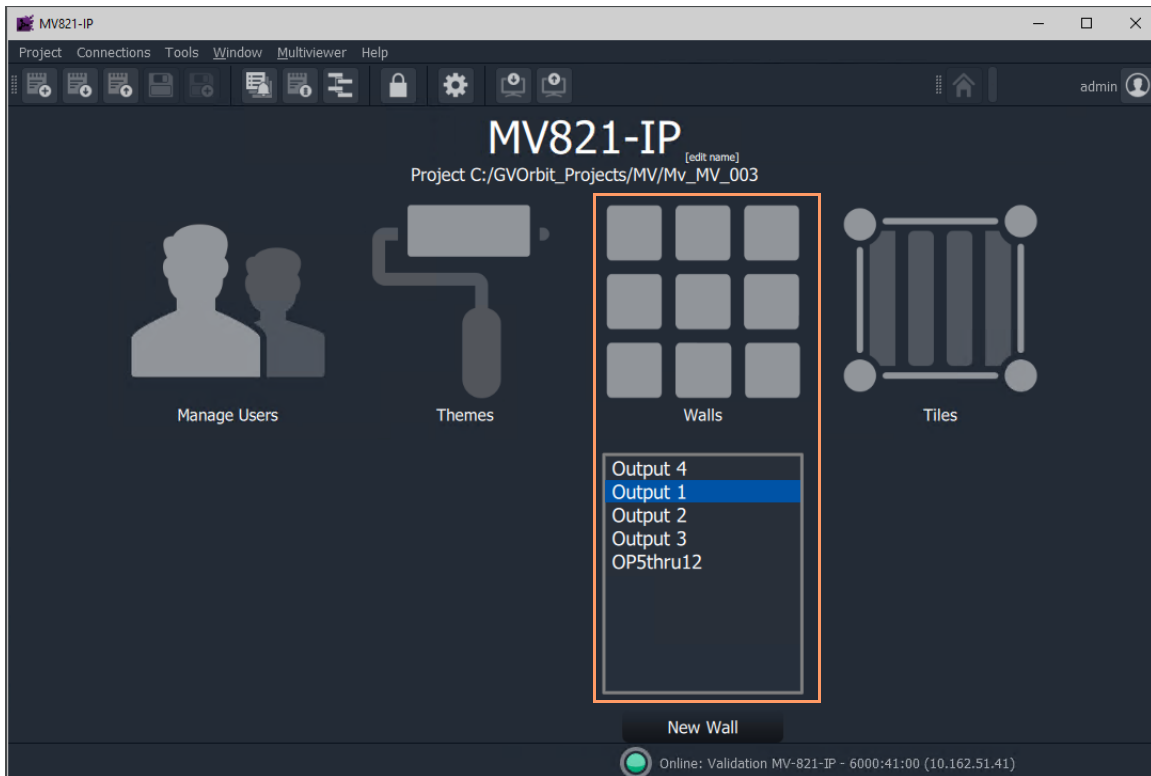 MV821-IP
Project Connections Tools Window Multiviewer Help
admin
MV821-IP
[edit name]
Project C:/GVOrbit_Projects/MV/Mv_MV_003
Manage Users
Themes
Walls
Tiles
Output 4
Output 1
Output 2
Output 3
OP5thru12
New Wall
Online: Validation MV-821-IP - 6000:41:00 (10.162.51.41)